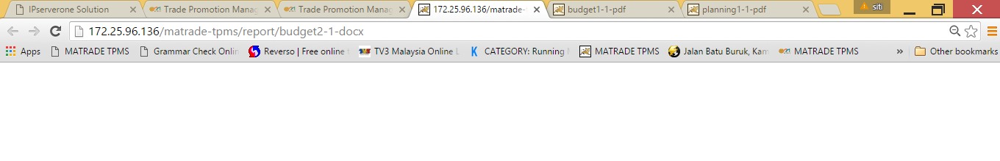 IPserverone Solution Trade Promotion Manag Trade Promotion Manag 172.25.96.136/matrade- budget1-1-pdf planning1-1-pdf siti
172.25.96.136/matrade-tpms/report/budget2-1-docx
Apps MATRADE TPMS Grammar Check Onlin Reverso | Free online t TV3 Malaysia Online L CATEGORY: Running M MATRADE TPMS Jalan Batu Buruk, Kam MATRADE TPMS » Other bookmarks